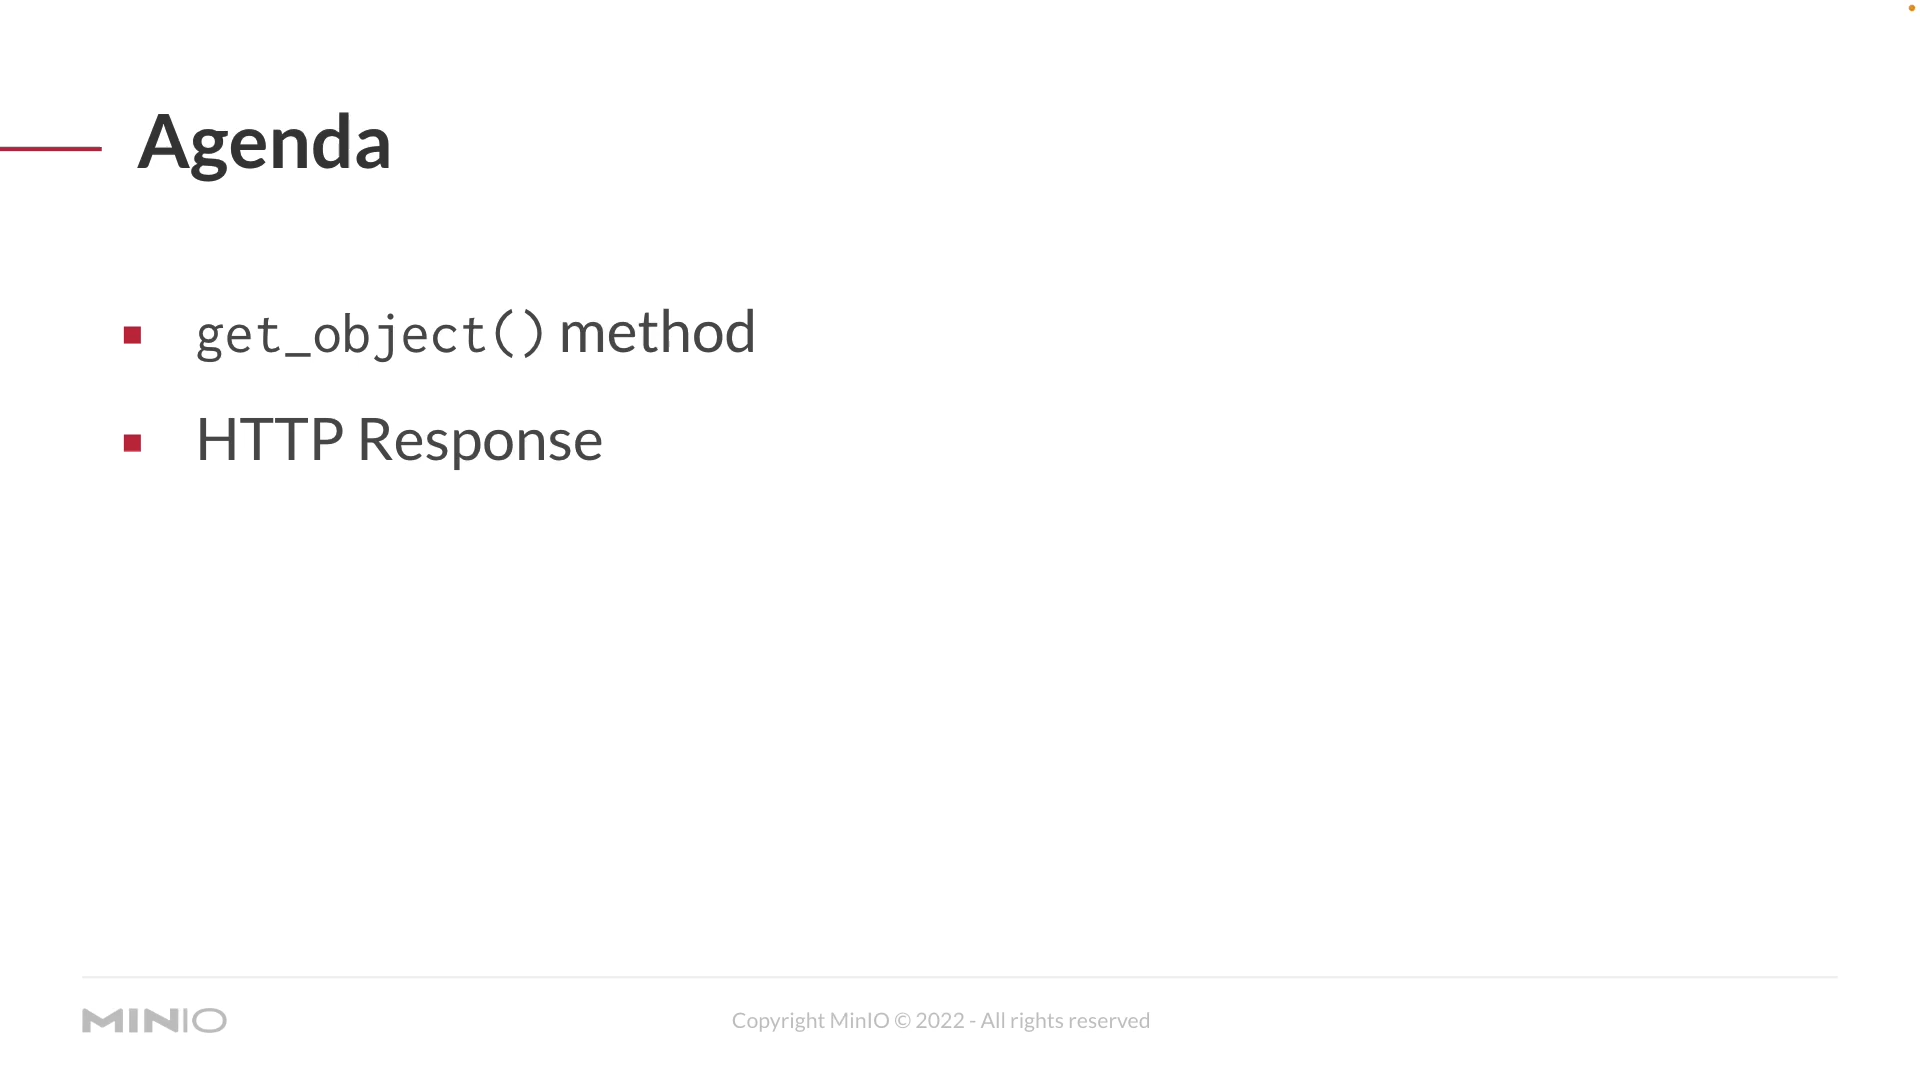 Agenda
get_object() method
HTTP Response
MINIO
Copyright MinIO © 2022 - All rights reserved